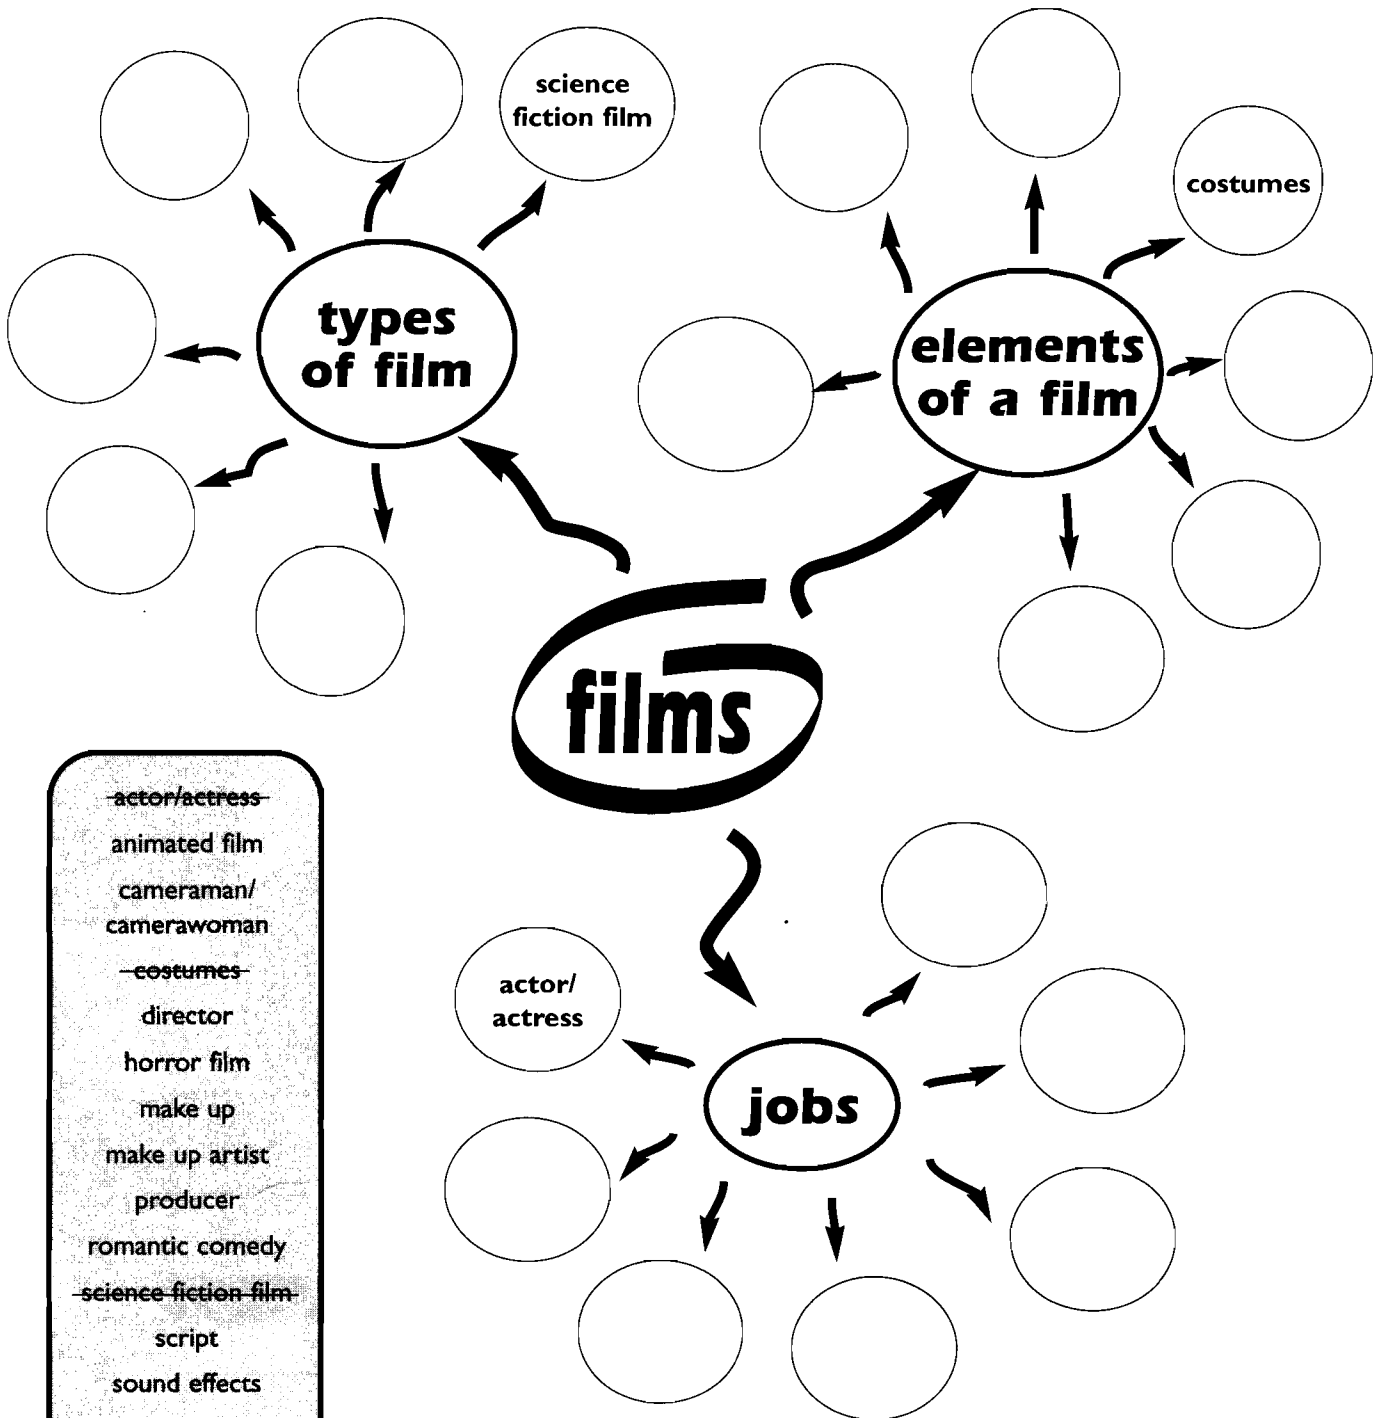 science
fiction film
costumes
types
of film
elements
of a film
films
actor/actress
animated film
cameraman/
camerawoman
costumes
director
horror film
make up
make up artist
producer
romantic comedy
science fiction film
script
sound effects
actor/
actress
jobs